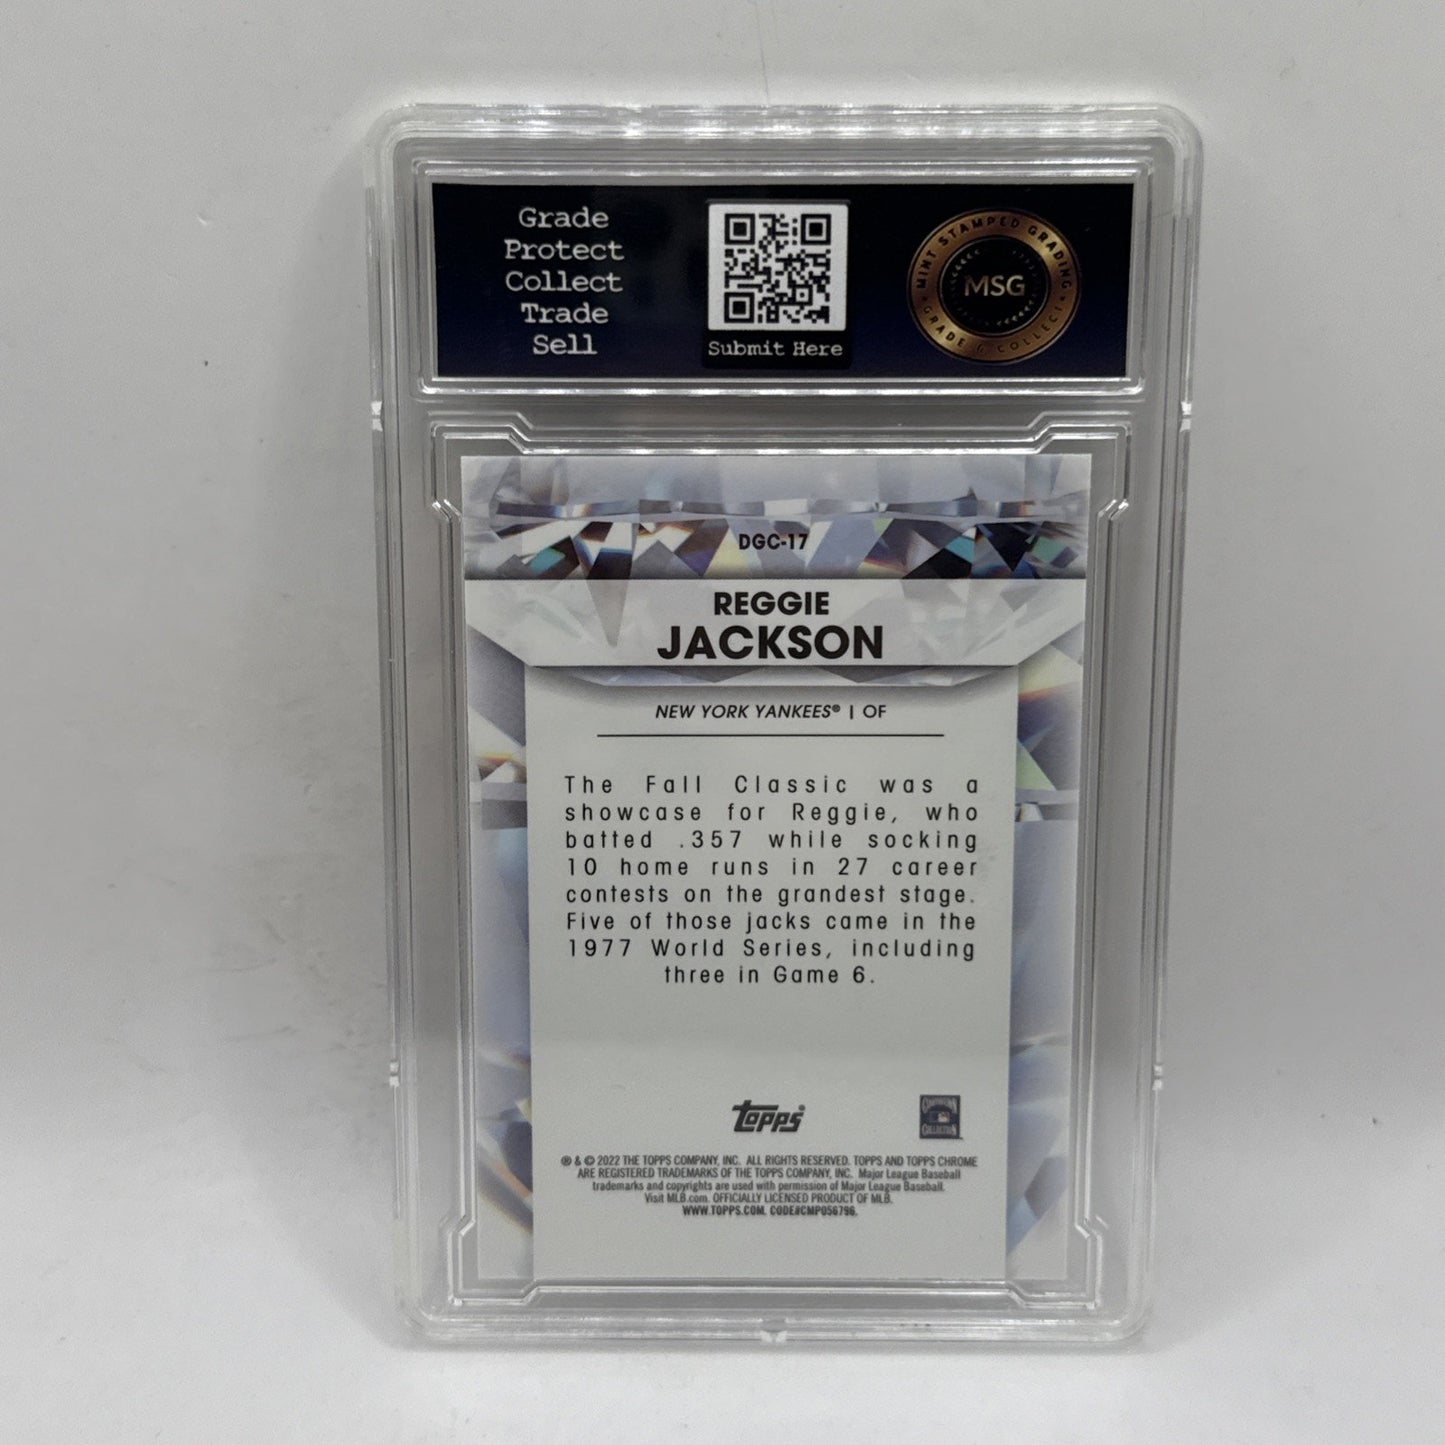 Grade
Protect
Collect
Trade
Sell
Submit Here
MINT STAMPED GRADING
MSG
GRADE & COLLECT
DGC-17
REGGIE
JACKSON
NEW YORK YANKEES® | OF
The Fall Classic was a
showcase for Reggie, who
batted .357 while socking
10 home runs in 27 career
contests on the grandest stage.
Five of those jacks came in the
1977 World Series, including
three in Game 6.
topps®
COOPERSTOWN
COLLECTION
® & © 2022 THE TOPPS COMPANY, INC. ALL RIGHTS RESERVED. TOPPS AND TOPPS CHROME
ARE REGISTERED TRADEMARKS OF THE TOPPS COMPANY, INC. Major League Baseball
trademarks and copyrights are used with permission of Major League Baseball.
Visit MLB.com. OFFICIALLY LICENSED PRODUCT OF MLB.
WWW.TOPPS.COM. CODE#CMP056796.